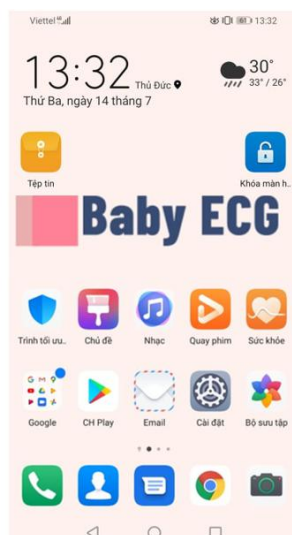 Viettel
13:32
13:32
Thủ Đức
30°
33° / 26°
Thứ Ba, ngày 14 tháng 7
Tệp tin
Khóa màn h..
Baby ECG
Trình tối ưu..
Chủ đề
Nhạc
Quay phim
Sức khỏe
Google
CH Play
Email
Cài đặt
Bộ sưu tập